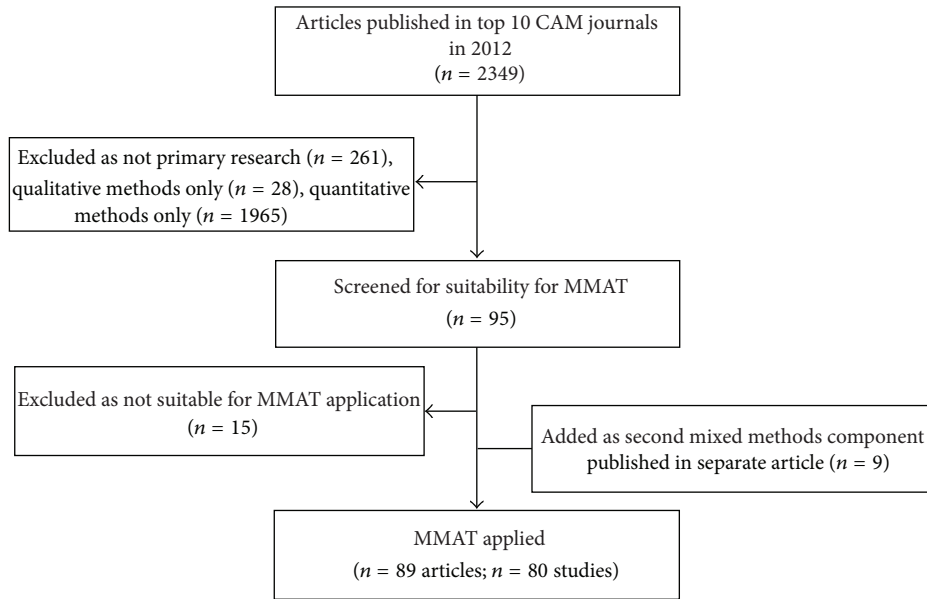 Articles published in top 10 CAM journals
in 2012
(n = 2349)
Excluded as not primary research (n = 261),
qualitative methods only (n = 28), quantitative
methods only (n = 1965)
Screened for suitability for MMAT
(n = 95)
Excluded as not suitable for MMAT application
(n = 15)
Added as second mixed methods component
published in separate article (n = 9)
MMAT applied
(n = 89 articles; n = 80 studies)